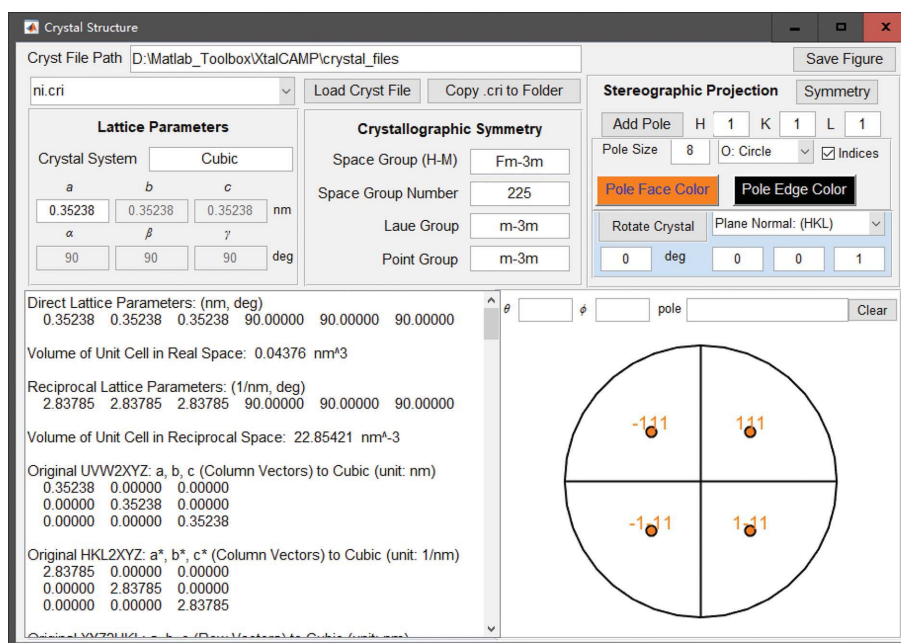 Crystal Structure
Cryst File Path D:\Matlab_Toolbox\XtalCAMP\crystal_files Save Figure
ni.cri Load Cryst File Copy .cri to Folder
Stereographic Projection Symmetry
Lattice Parameters
Crystal System Cubic
a b c
0.35238 0.35238 0.35238 nm
α β γ
90 90 90 deg
Crystallographic Symmetry
Space Group (H-M) Fm-3m
Space Group Number 225
Laue Group m-3m
Point Group m-3m
Add Pole H 1 K 1 L 1
Pole Size 8 O: Circle Indices
Pole Face Color Pole Edge Color
Rotate Crystal Plane Normal: (HKL)
0 deg 0 0 1
Direct Lattice Parameters: (nm, deg)
0.35238 0.35238 0.35238 90.00000 90.00000 90.00000
Volume of Unit Cell in Real Space: 0.04376 nm^3
Reciprocal Lattice Parameters: (1/nm, deg)
2.83785 2.83785 2.83785 90.00000 90.00000 90.00000
Volume of Unit Cell in Reciprocal Space: 22.85421 nm^-3
Original UVW2XYZ: a, b, c (Column Vectors) to Cubic (unit: nm)
0.35238 0.00000 0.00000
0.00000 0.35238 0.00000
0.00000 0.00000 0.35238
Original HKL2XYZ: a*, b*, c* (Column Vectors) to Cubic (unit: 1/nm)
2.83785 0.00000 0.00000
0.00000 2.83785 0.00000
0.00000 0.00000 2.83785
Original XYZ2HKL: a, b, c (Row Vectors) to Cubic (unit: nm)
θ ϕ pole Clear
-111 111
-1-11 1-11